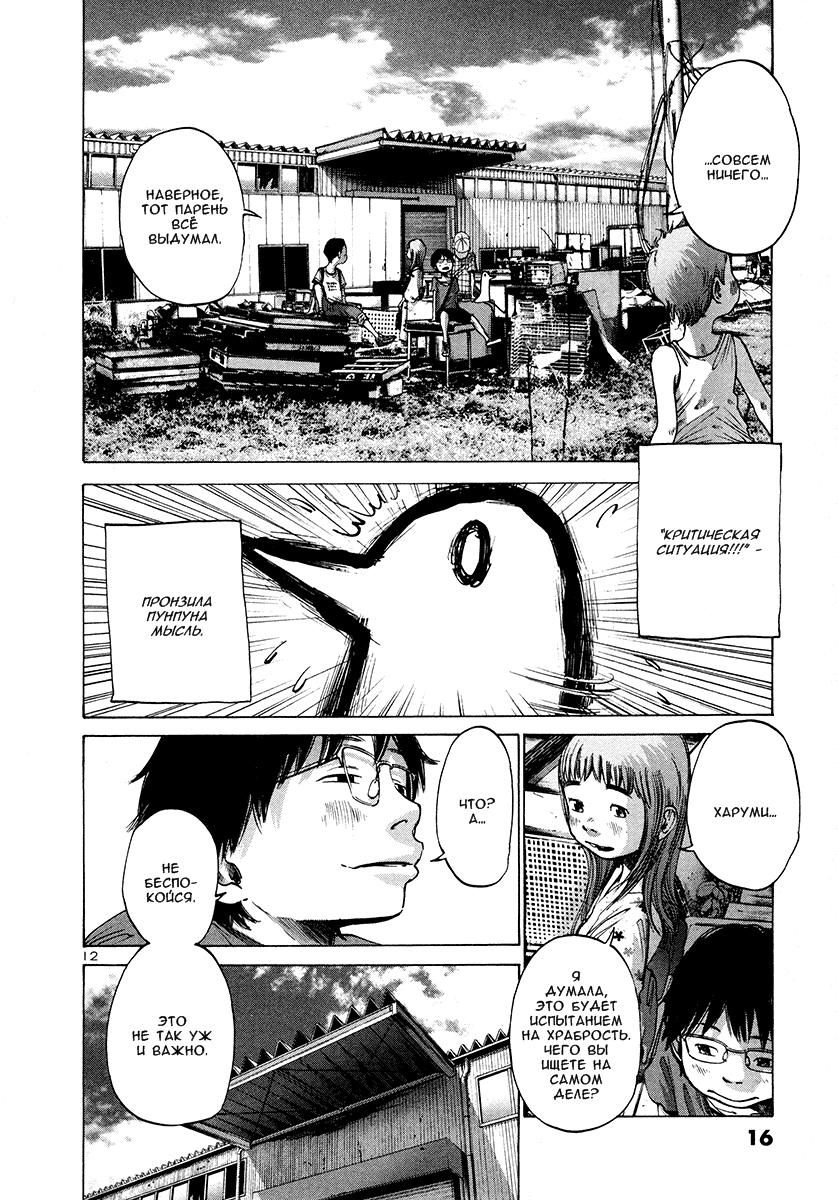 ...СОВСЕМ
НИЧЕГО...
НАВЕРНОЕ,
ТОТ ПАРЕНЬ
ВСЁ
ВЫДУМАЛ.
"КРИТИЧЕСКАЯ
СИТУАЦИЯ!!!" -
ПРОНЗИЛА
ПУНПУНА
МЫСЛЬ.
ХАРУМИ...
Я
ДУМАЛА,
ЭТО БУДЕТ
ИСПЫТАНИЕМ
НА ХРАБРОСТЬ.
ЧЕГО ВЫ
ИЩЕТЕ НА
САМОМ
ДЕЛЕ?
ЧТО?
А...
НЕ
БЕСПО-
КОЙСЯ.
ЭТО
НЕ ТАК УЖ
И ВАЖНО.
12
16